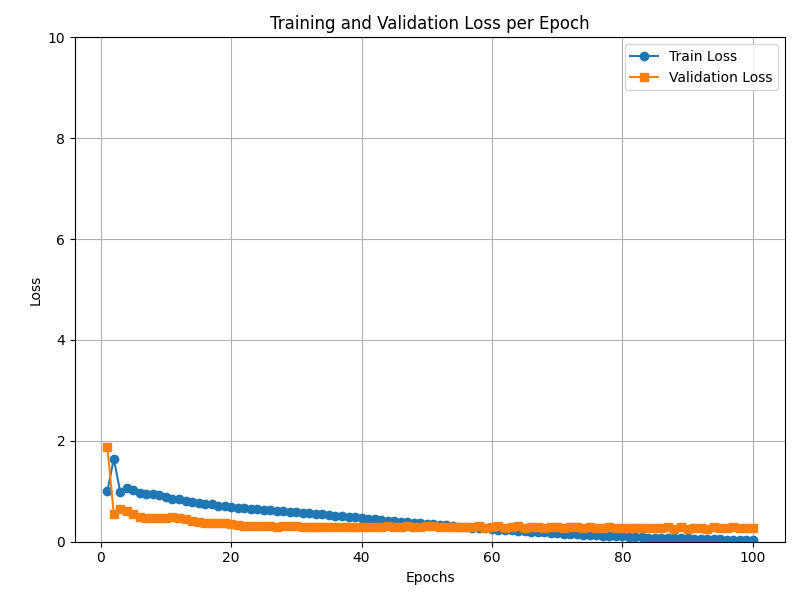 Training and Validation Loss per Epoch
10
8
6
4
2
0
Loss
Train Loss
Validation Loss
0 20 40 60 80 100
Epochs